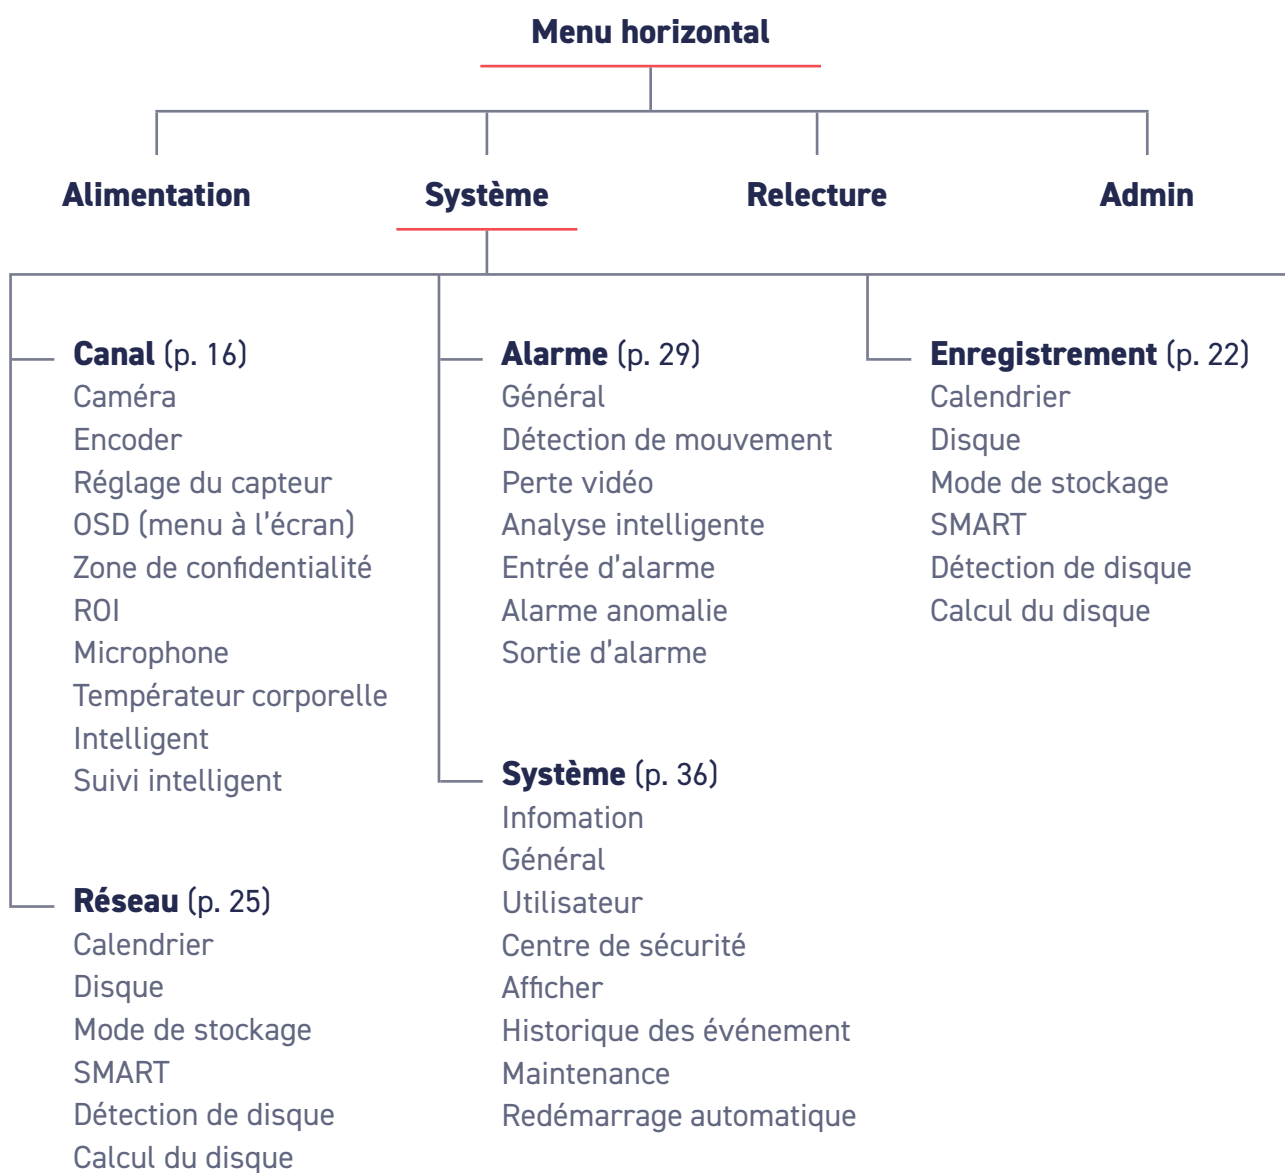 Menu horizontal
Alimentation
Système
Relecture
Admin
Canal (p. 16)
Caméra
Encoder
Réglage du capteur
OSD (menu à l’écran)
Zone de confidentialité
ROI
Microphone
Températeur corporelle
Intelligent
Suivi intelligent
Réseau (p. 25)
Calendrier
Disque
Mode de stockage
SMART
Détection de disque
Calcul du disque
Alarme (p. 29)
Général
Détection de mouvement
Perte vidéo
Analyse intelligente
Entrée d’alarme
Alarme anomalie
Sortie d’alarme
Système (p. 36)
Infomation
Général
Utilisateur
Centre de sécurité
Afficher
Historique des événement
Maintenance
Redémarrage automatique
Enregistrement (p. 22)
Calendrier
Disque
Mode de stockage
SMART
Détection de disque
Calcul du disque